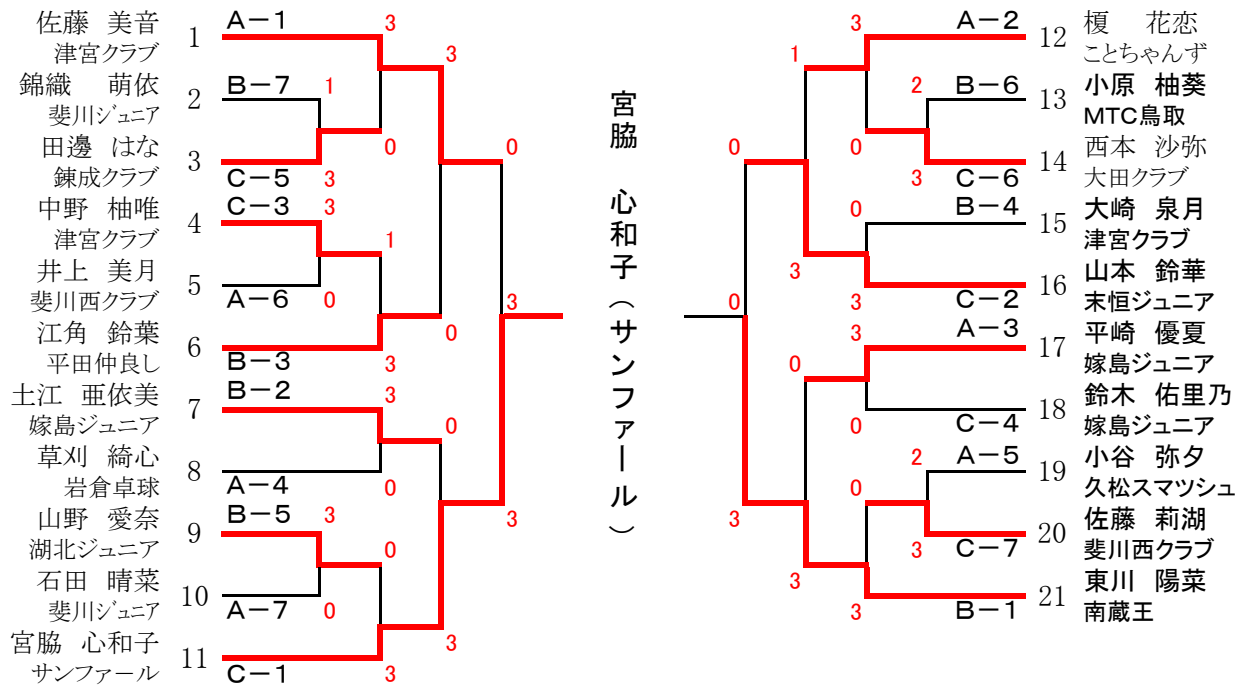 佐藤 美音
津宮クラブ
1
A-1
3
錦織 萌依
斐川ジュニア
2
B-7
1
田邊 はな
錬成クラブ
3
C-5
3
0
3
中野 柚唯
津宮クラブ
4
C-3
3
1
井上 美月
斐川西クラブ
5
A-6
0
江角 鈴葉
平田仲良し
6
B-3
3
0
0
土江 亜依美
嫁島ジュニア
7
B-2
3
0
草刈 綺心
岩倉卓球
8
A-4
0
3
山野 愛奈
湖北ジュニア
9
B-5
3
0
石田 晴菜
斐川ジュニア
10
A-7
0
宮脇 心和子
サンファール
11
C-1
3
3
3
宮脇 心和子(サンファール)
3
A-2
12
榎 花恋
ことちゃんず
1
2
B-6
13
小原 柚葵
MTC鳥取
0
3
C-6
14
西本 沙弥
大田クラブ
0
0
B-4
15
大崎 泉月
津宮クラブ
3
3
C-2
16
山本 鈴華
末恒ジュニア
0
3
A-3
17
平崎 優夏
嫁島ジュニア
0
0
C-4
18
鈴木 佑里乃
嫁島ジュニア
2
A-5
19
小谷 弥夕
久松スマツシュ
0
3
C-7
20
佐藤 莉湖
斐川西クラブ
3
3
3
B-1
21
東川 陽菜
南蔵王